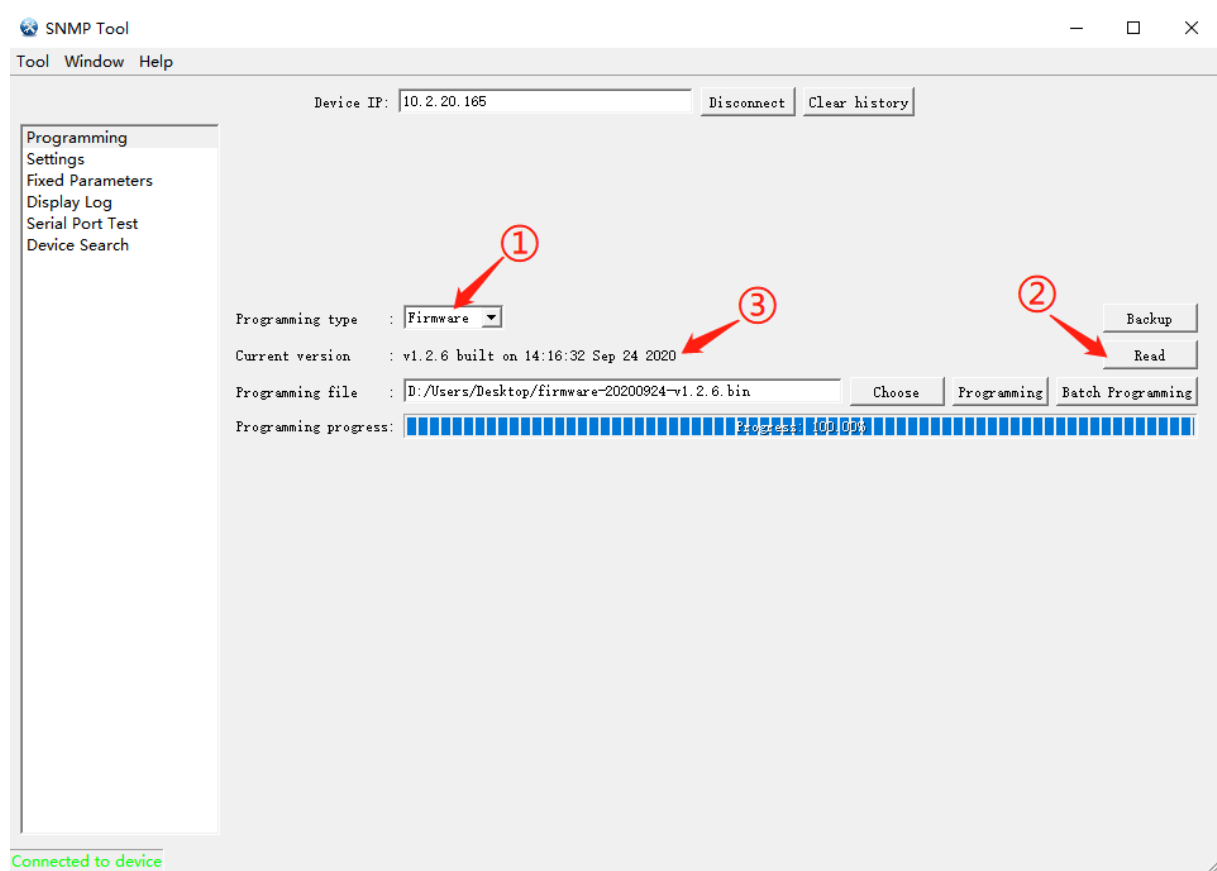 SNMP Tool
Tool Window Help
Device IP: 10.2.20.165 Disconnect Clear history
Programming
Settings
Fixed Parameters
Display Log
Serial Port Test
Device Search
①
②
③
Programming type : Firmware Backup
Current version : v1.2.6 built on 14:16:32 Sep 24 2020 Read
Programming file : D:/Users/Desktop/firmware-20200924-v1.2.6.bin Choose Programming Batch Programming
Programming progress: Progress: 100.00%
Connected to device